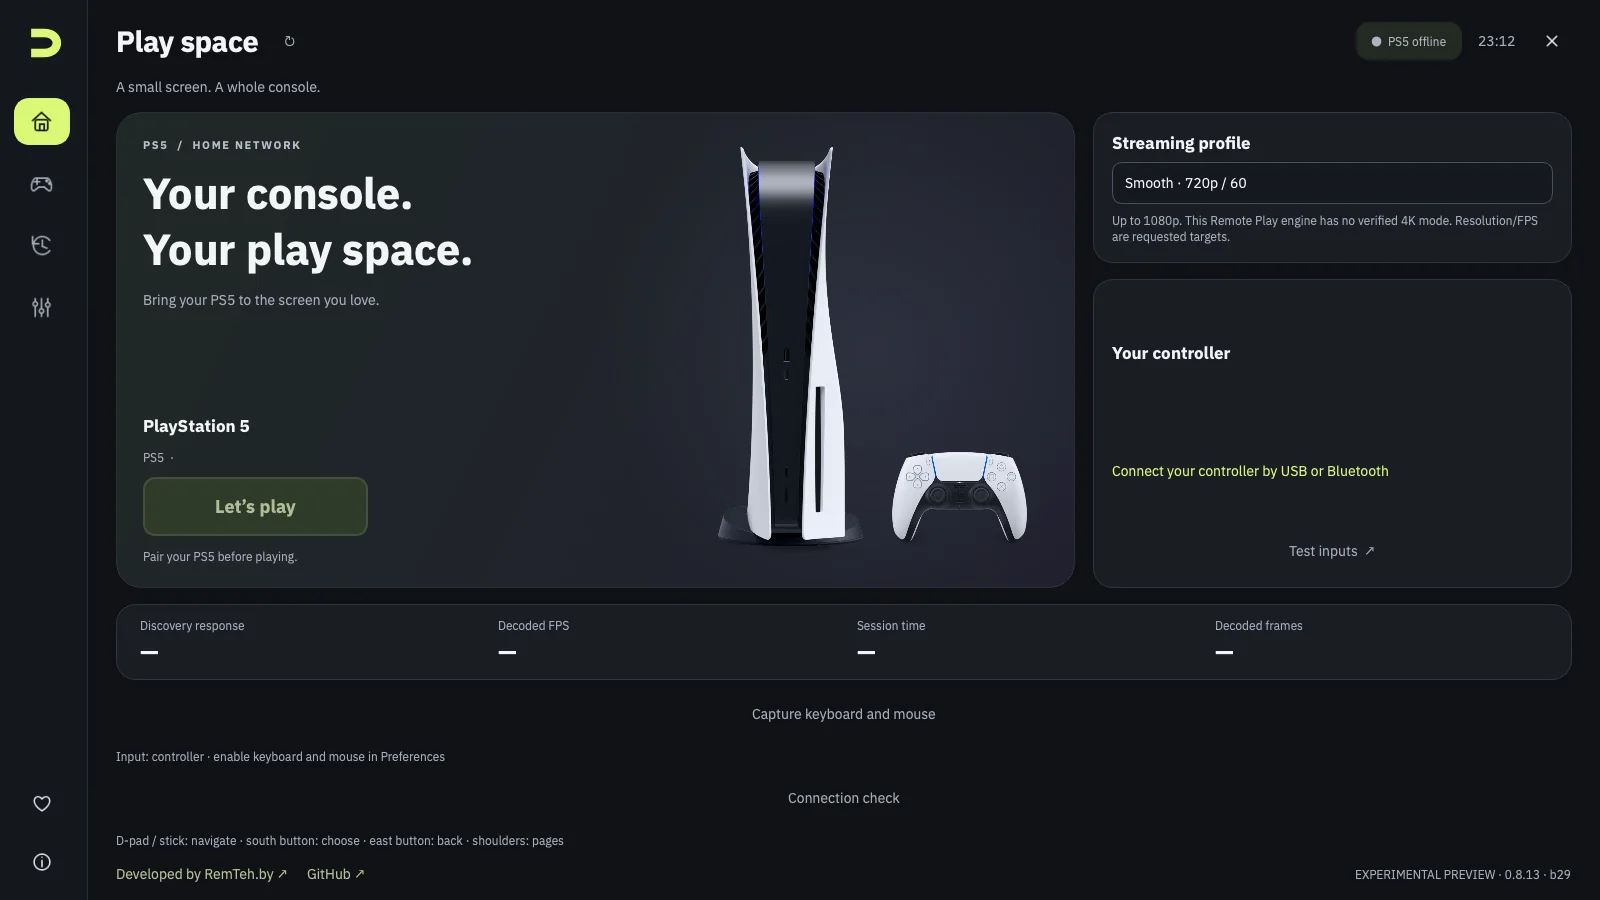 Play space
↻
PS5 offline
23:12
A small screen. A whole console.
PS5 / HOME NETWORK
Your console.
Your play space.
Bring your PS5 to the screen you love.
PlayStation 5
PS5 ·
Let’s play
Pair your PS5 before playing.
Streaming profile
Smooth · 720p / 60
Up to 1080p. This Remote Play engine has no verified 4K mode. Resolution/FPS
are requested targets.
Your controller
Connect your controller by USB or Bluetooth
Test inputs ↗
Discovery response
Decoded FPS
Session time
Decoded frames
—
—
—
—
Capture keyboard and mouse
Input: controller · enable keyboard and mouse in Preferences
Connection check
D-pad / stick: navigate · south button: choose · east button: back · shoulders: pages
Developed by RemTeh.by ↗
GitHub ↗
EXPERIMENTAL PREVIEW · 0.8.13 · b29